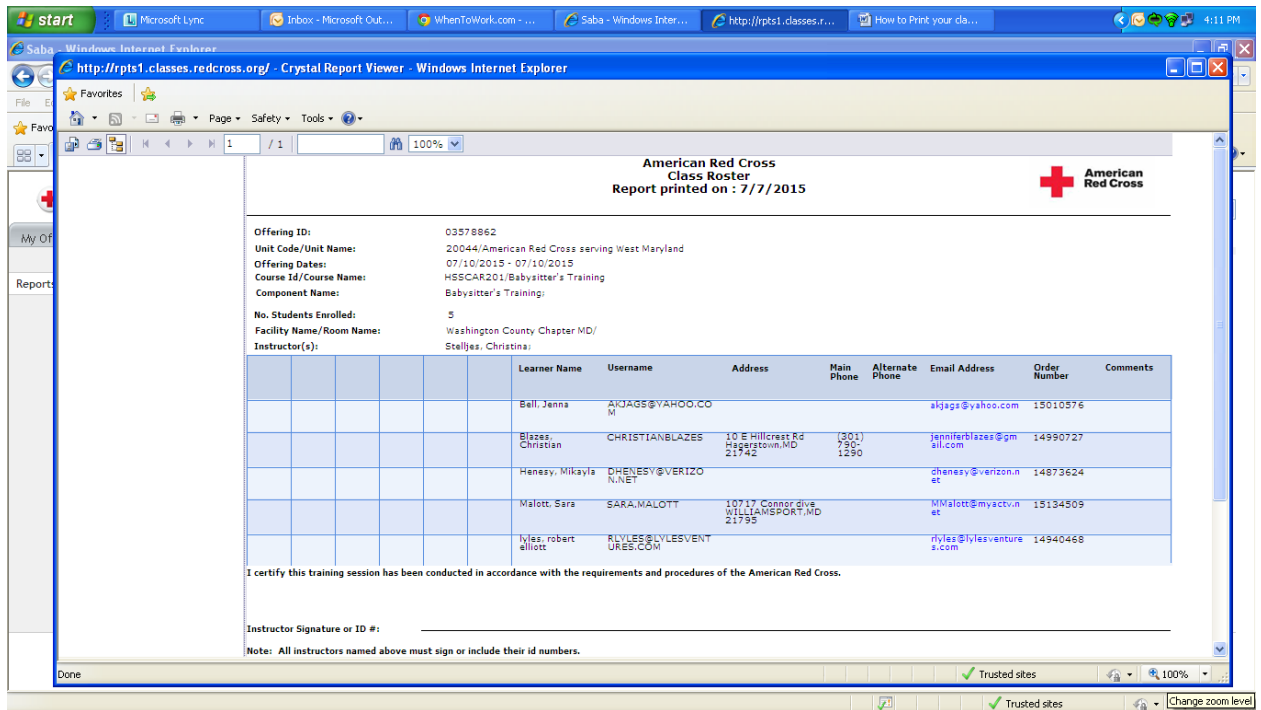 start
Microsoft Lync
Inbox - Microsoft Out...
WhenToWork.com - ...
Saba - Windows Inter...
http://rpts1.classes.r...
How to Print your cla...
4:11 PM
Saba - Windows Internet Explorer
http://rpts1.classes.redcross.org/ - Crystal Report Viewer - Windows Internet Explorer
File
Favorites
Page Safety Tools
1 / 1 100%
My Of
Reports
American Red Cross
Class Roster
Report printed on : 7/7/2015
American
Red Cross
Offering ID: 03578862
Unit Code/Unit Name: 20044/American Red Cross serving West Maryland
Offering Dates: 07/10/2015 - 07/10/2015
Course Id/Course Name: HSSCAR201/Babysitter's Training
Component Name: Babysitter's Training;
No. Students Enrolled: 5
Facility Name/Room Name: Washington County Chapter MD/
Instructor(s): Stelljes, Christina;
Learner Name Username Address Main Phone Alternate Phone Email Address Order Number Comments
Bell, Jenna AKJAGS@YAHOO.COM akjags@yahoo.com 15010576
Blazes, Christian CHRISTIANBLAZES 10 E Hillcrest Rd Hagerstown,MD 21742 (301) 790-1290 jenniferblazes@gmail.com 14990727
Henesy, Mikayla DHENESY@VERIZON.NET dhenesy@verizon.net 14873624
Malott, Sara SARA.MALOTT 10717 Connor dive WILLIAMSPORT,MD 21795 MMalott@myactv.net 15134509
lyles, robert elliott RLYLES@LYLESVENTURES.COM rlyles@lylesventures.com 14940468
I certify this training session has been conducted in accordance with the requirements and procedures of the American Red Cross.
Instructor Signature or ID #:
Note: All instructors named above must sign or include their id numbers.
Done
Trusted sites
100%
Trusted sites
Change zoom level